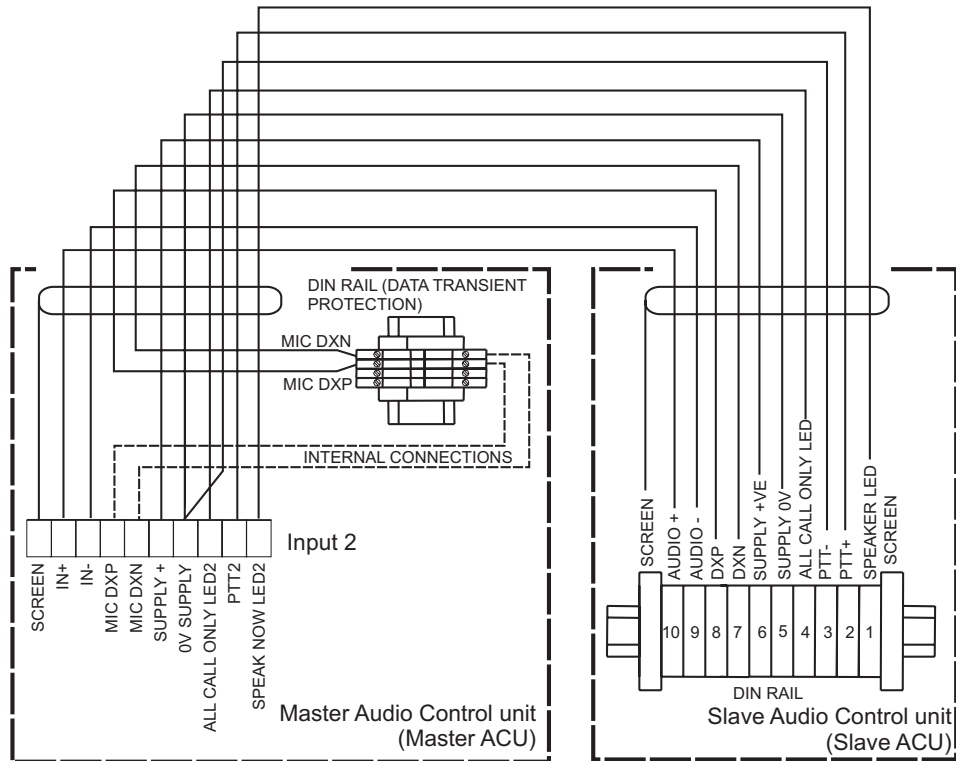 DIN RAIL (DATA TRANSIENT
PROTECTION)
MIC DXN
MIC DXP
INTERNAL CONNECTIONS
Input 2
SCREEN
IN+
IN-
MIC DXP
MIC DXN
SUPPLY +
0V SUPPLY
ALL CALL ONLY LED2
PTT2
SPEAK NOW LED2
Master Audio Control unit
(Master ACU)
SCREEN
AUDIO +
AUDIO -
DXP
DXN
SUPPLY +VE
SUPPLY 0V
ALL CALL ONLY LED
PTT-
PTT+
SPEAKER LED
SCREEN
10 9 8 7 6 5 4 3 2 1
DIN RAIL
Slave Audio Control unit
(Slave ACU)